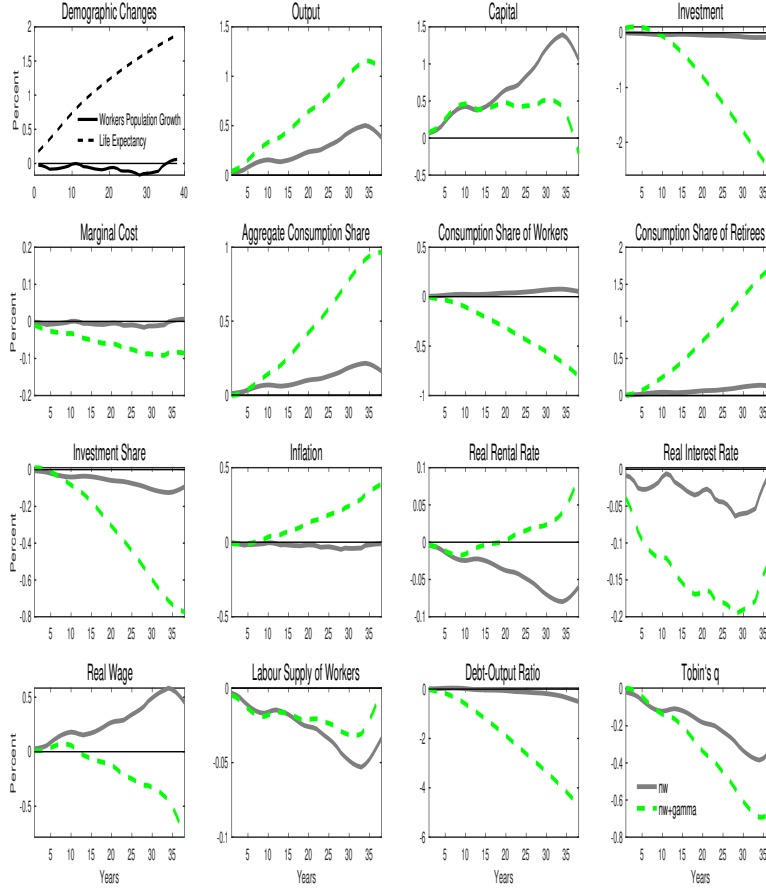 Demographic Changes
Output
Capital
Investment
2
1.5
1
0.5
0
Percent
Workers Population Growth
Life Expectancy
0 10 20 30 40
1.5
1
0.5
0
5 10 15 20 25 30 35
1.5
1
0.5
0
-0.5
5 10 15 20 25 30 35
0
-1
-2
5 10 15 20 25 30 35
Marginal Cost
Aggregate Consumption Share
Consumption Share of Workers
Consumption Share of Retirees
0.2
0.1
0
-0.1
-0.2
Percent
5 10 15 20 25 30 35
1
0.5
0
5 10 15 20 25 30 35
0.5
0
-0.5
-1
5 10 15 20 25 30 35
2
1.5
1
0.5
0
5 10 15 20 25 30 35
Investment Share
Inflation
Real Rental Rate
Real Interest Rate
0
-0.2
-0.4
-0.6
-0.8
Percent
5 10 15 20 25 30 35
0.5
0
-0.5
5 10 15 20 25 30 35
0.1
0.05
0
-0.05
-0.1
5 10 15 20 25 30 35
0
-0.05
-0.1
-0.15
-0.2
5 10 15 20 25 30 35
Real Wage
Labour Supply of Workers
Debt-Output Ratio
Tobin's q
0.5
0
-0.5
Percent
5 10 15 20 25 30 35
Years
0
-0.05
-0.1
5 10 15 20 25 30 35
Years
0
-2
-4
-6
5 10 15 20 25 30 35
Years
0
-0.2
-0.4
-0.6
-0.8
nw
nw+gamma
5 10 15 20 25 30 35
Years